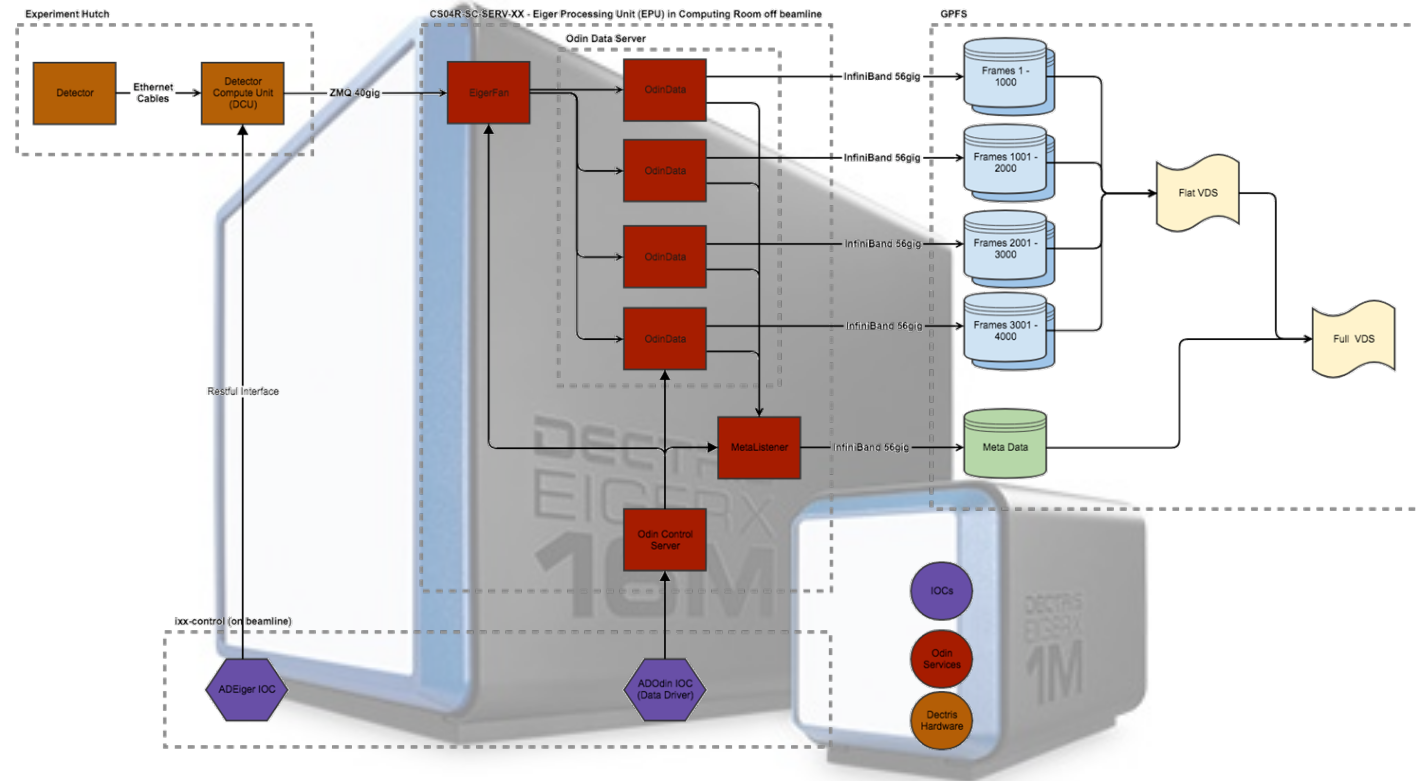 Experiment Hutch
CS04R-SC-SERV-XX - Eiger Processing Unit (EPU) in Computing Room off beamline
GPFS
Odin Data Server
Detector
Ethernet
Cables
Detector
Compute Unit
(DCU)
ZMQ 40gig
EigerFan
OdinData
InfiniBand 56gig
Frames 1 -
1000
OdinData
InfiniBand 56gig
Frames 1001 -
2000
Flat VDS
OdinData
InfiniBand 56gig
Frames 2001 -
3000
OdinData
InfiniBand 56gig
Frames 3001 -
4000
Full VDS
Restful Interface
MetaListener
InfiniBand 56gig
Meta Data
DECTRIS
EIGERX
16M
Odin Control
Server
IOCs
DECTRIS
EIGERX
1M
ixx-control (on beamline)
Odin
Services
ADEiger IOC
ADOdin IOC
(Data Driver)
Dectris
Hardware